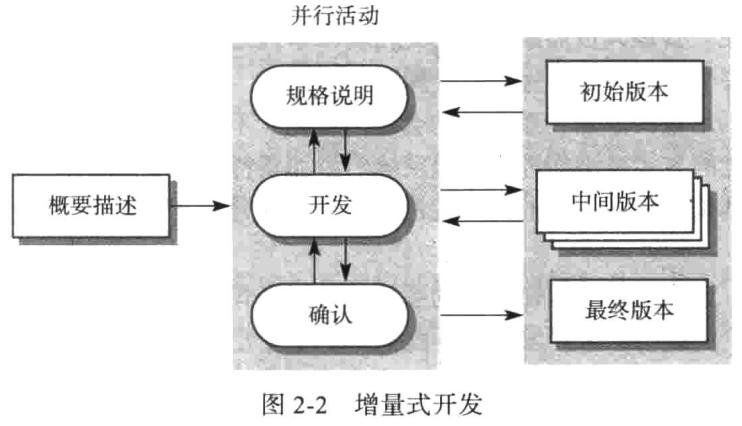 并行活动
规格说明
初始版本
概要描述
开发
中间版本
确认
最终版本
图 2-2 增量式开发